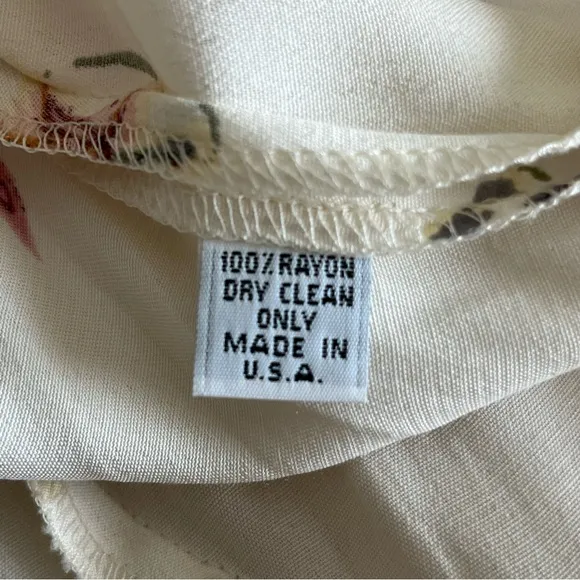 100% RAYON
DRY CLEAN
ONLY
MADE IN
U.S.A.